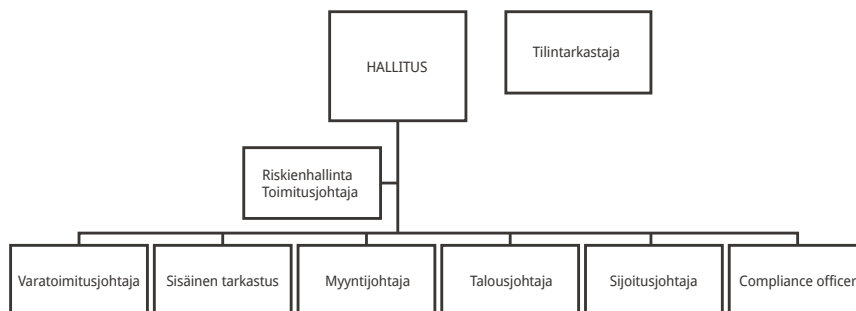 HALLITUS
Tilintarkastaja
Riskienhallinta
Toimitusjohtaja
Varatoimitusjohtaja
Sisäinen tarkastus
Myyntijohtaja
Talousjohtaja
Sijoitusjohtaja
Compliance officer